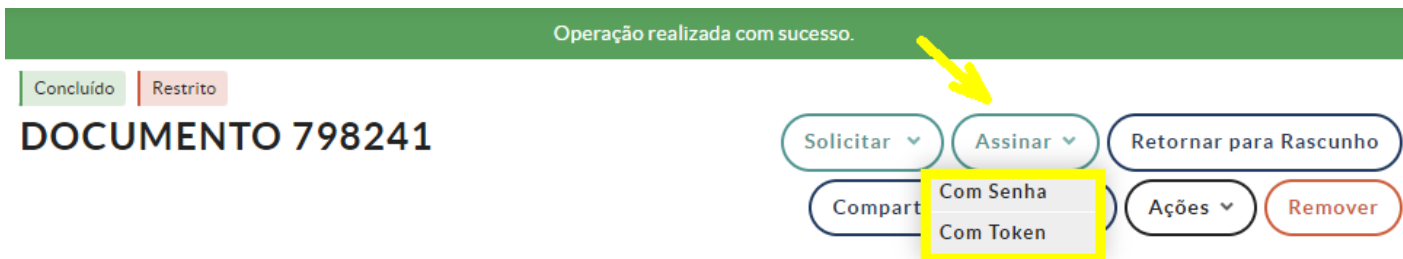 Operação realizada com sucesso.
Concluído Restrito
DOCUMENTO 798241
Solicitar Assinar Retornar para Rascunho
Compart Ações Remover
Com Senha
Com Token